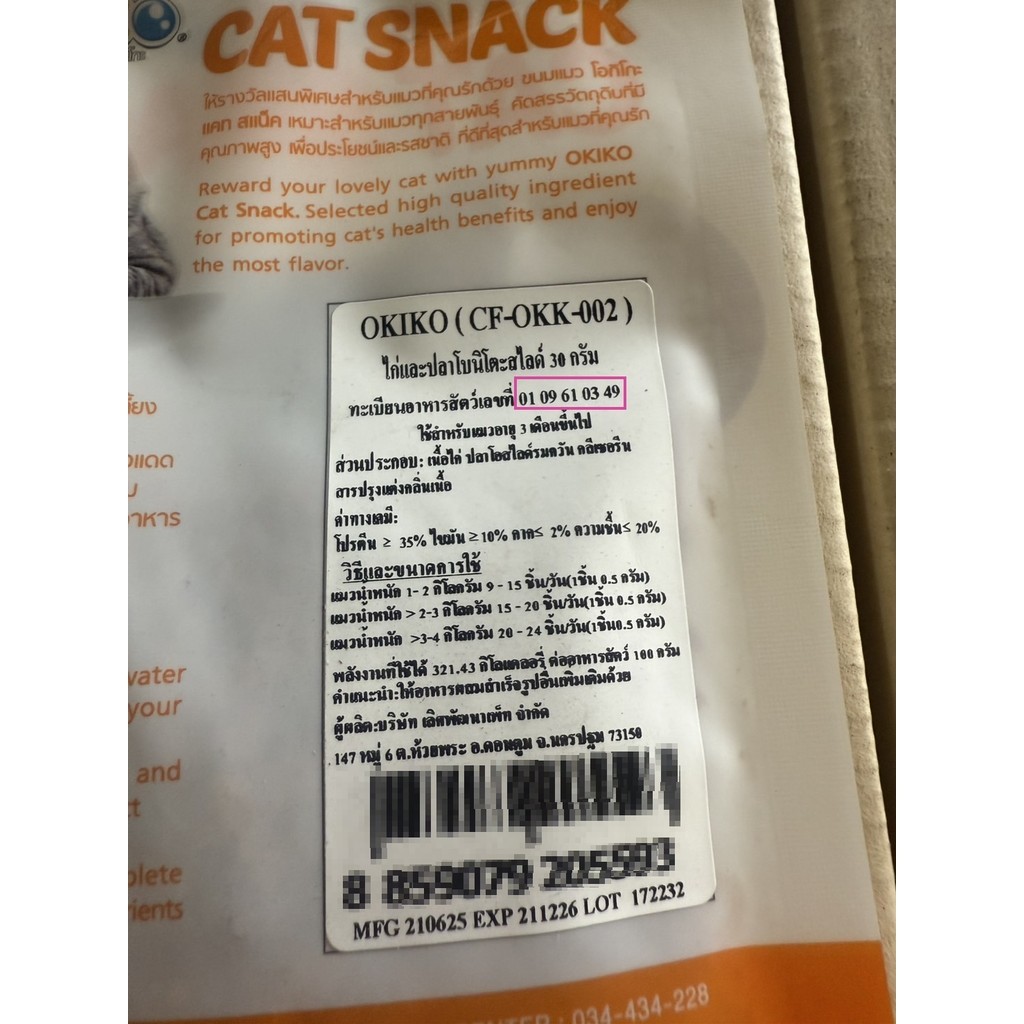 CAT SNACK
ให้รางวัลแสนพิเศษสำหรับแมวที่คุณรักด้วย ขนมแมว โอกิโกะ
แคท สแน็ค เหมาะสำหรับแมวทุกสายพันธุ์ คัดสรรวัตถุดิบที่มี
คุณภาพสูง เพื่อประโยชน์และรสชาติ ที่ดีที่สุดสำหรับแมวที่คุณรัก
Reward your lovely cat with yummy OKIKO
Cat Snack. Selected high quality ingredient
for promoting cat's health benefits and enjoy
the most flavor.
OKIKO ( CF-OKK-002 )
ไก่และปลาโบนิโตะสไลด์ 30 กรัม
ทะเบียนอาหารสัตว์เลขที่ 01 09 61 03 49
ใช้สำหรับแมวอายุ 3 เดือนขึ้นไป
ส่วนประกอบ: เนื้อไก่ ปลาโอสไลด์รมควัน กลีเซอรีน
สารปรุงแต่งกลิ่นเนื้อ
ค่าทางเคมี:
โปรตีน ≥ 35% ไขมัน ≥ 10% กาก≤ 2% ความชื้น≤ 20%
วิธีและขนาดการใช้
แมวน้ำหนัก 1- 2 กิโลกรัม 9 - 15 ชิ้น/วัน(1ชิ้น 0.5 กรัม)
แมวน้ำหนัก > 2-3 กิโลกรัม 15 - 20 ชิ้น/วัน(1ชิ้น 0.5 กรัม)
แมวน้ำหนัก >3-4 กิโลกรัม 20 - 24 ชิ้น/วัน(1ชิ้น0.5 กรัม)
พลังงานที่ใช้ได้ 321.43 กิโลแคลอรี่ ต่ออาหารสัตว์ 100 กรัม
คำแนะนำ:ให้อาหารผสมสำเร็จรูปอื่นเพิ่มเติมด้วย
ผู้ผลิต:บริษัท เลิศพัฒนาเพ็ท จำกัด
147 หมู่ 6 ต.ห้วยพระ อ.ดอนตูม จ.นครปฐม 73150
8 859079 205593
MFG 210625 EXP 211226 LOT 172232
water
your
and
: 034-434-228